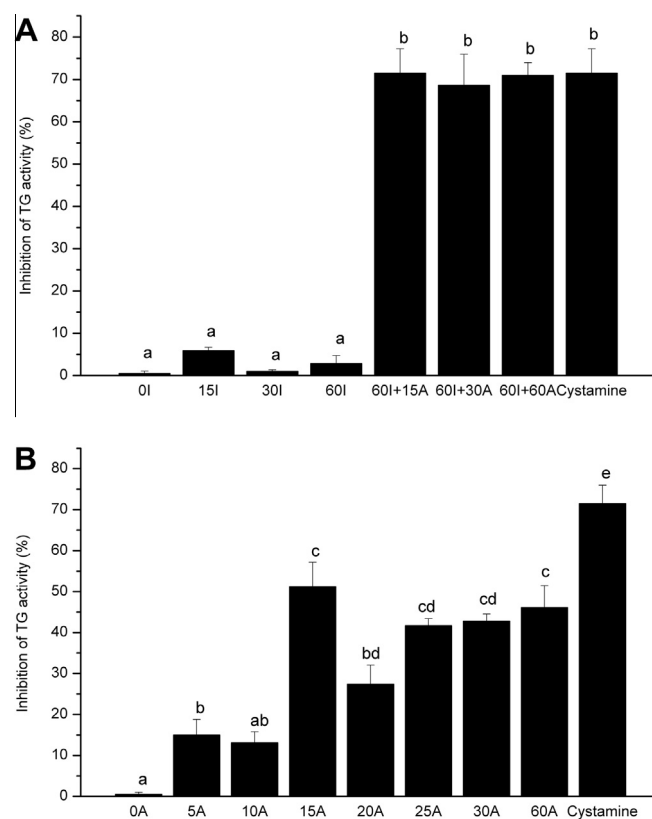 A
80
70
60
50
40
30
20
10
0
Inhibition of TG activity (%)
a
a
a
a
b
b
b
b
0I 15I 30I 60I 60I+15A 60I+30A 60I+60A Cystamine
B
80
70
60
50
40
30
20
10
0
Inhibition of TG activity (%)
a
b
ab
c
bd
cd
cd
c
e
0A 5A 10A 15A 20A 25A 30A 60A Cystamine